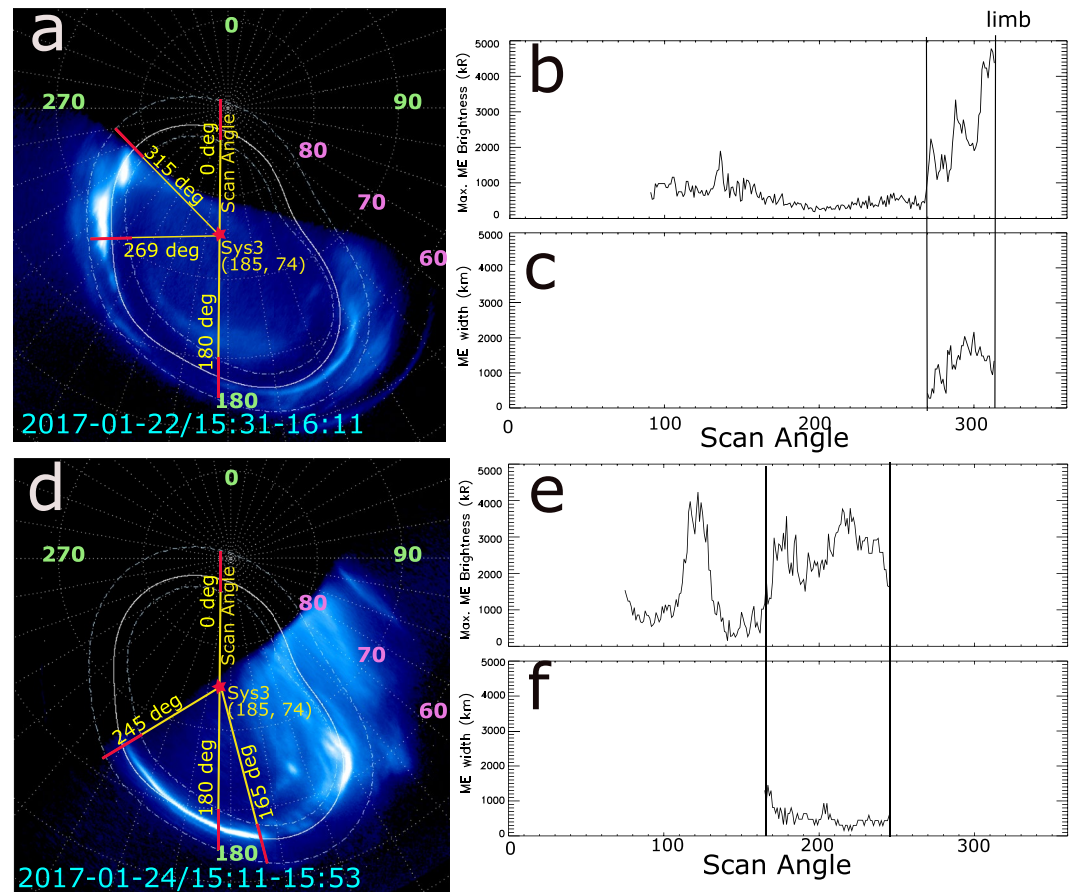 a
0
270
90
80
70
60
315 deg
0 deg
Scan Angle
269 deg
Sys3
(185, 74)
180 deg
180
2017-01-22/15:31-16:11
limb
b
Max. ME Brightness (kR)
5000
4000
3000
2000
1000
0
c
ME width (km)
5000
4000
3000
2000
1000
0
0
100
200
300
Scan Angle
d
0
270
90
80
70
60
0 deg
Scan Angle
Sys3
(185, 74)
245 deg
180 deg
165 deg
180
2017-01-24/15:11-15:53
e
Max. ME Brightness (kR)
5000
4000
3000
2000
1000
0
f
ME width (km)
5000
4000
3000
2000
1000
0
0
100
200
300
Scan Angle